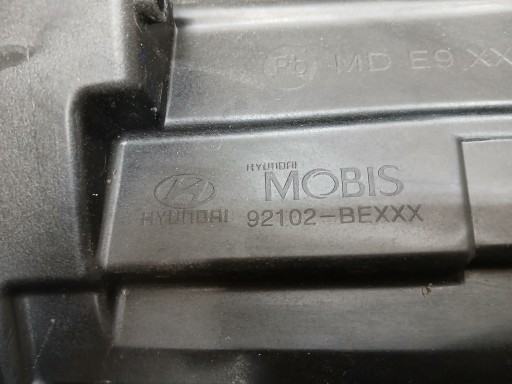 Pb MD E9 XX
HYUNDAI
MOBIS
HYUNDAI
92102-BEXXX